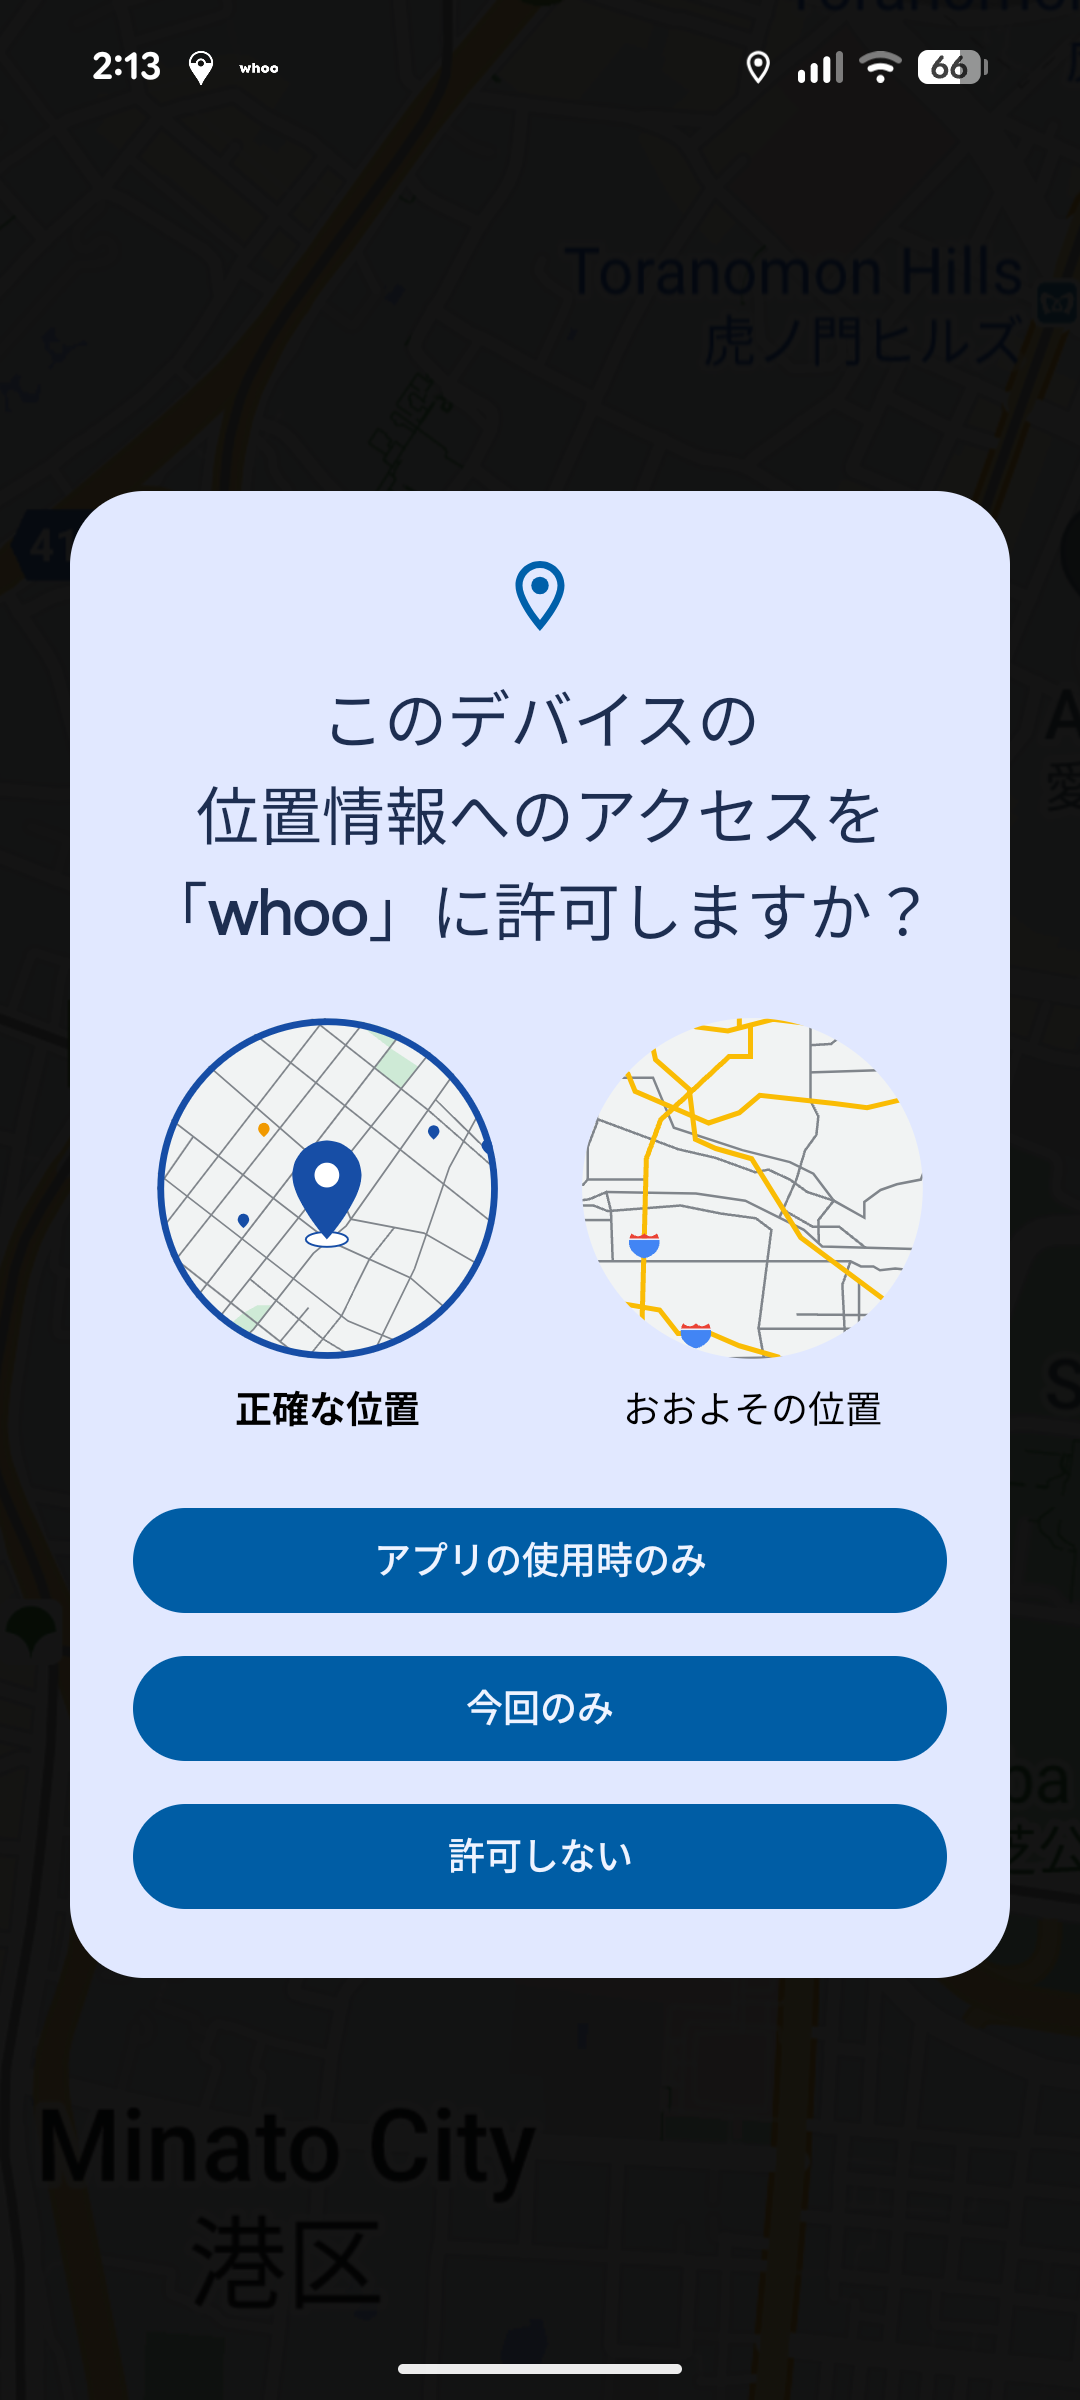 2:13
whoo
66
Toranomon Hills
虎ノ門ヒルズ
このデバイスの
位置情報へのアクセスを
「whoo」に許可しますか？
正確な位置
おおよその位置
アプリの使用時のみ
今回のみ
許可しない
Minato City
港区